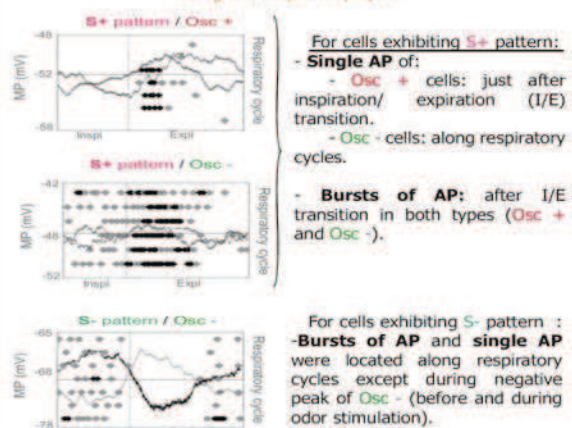 S+ pattern / Osc +
-48
-52
-58
MP (mV)
Inspi
Expi
Respiratory cycle
S+ pattern / Osc -
-42
-48
-52
MP (mV)
Inspi
Expi
Respiratory cycle
S- pattern / Osc -
-65
-68
-78
MP (mV)
Respiratory cycle
For cells exhibiting S+ pattern:
- Single AP of:
- Osc + cells: just after
inspiration/ expiration (I/E)
transition.
- Osc - cells: along respiratory
cycles.
- Bursts of AP: after I/E
transition in both types (Osc +
and Osc -).
For cells exhibiting S- pattern :
-Bursts of AP and single AP
were located along respiratory
cycles except during negative
peak of Osc - (before and during
odor stimulation).